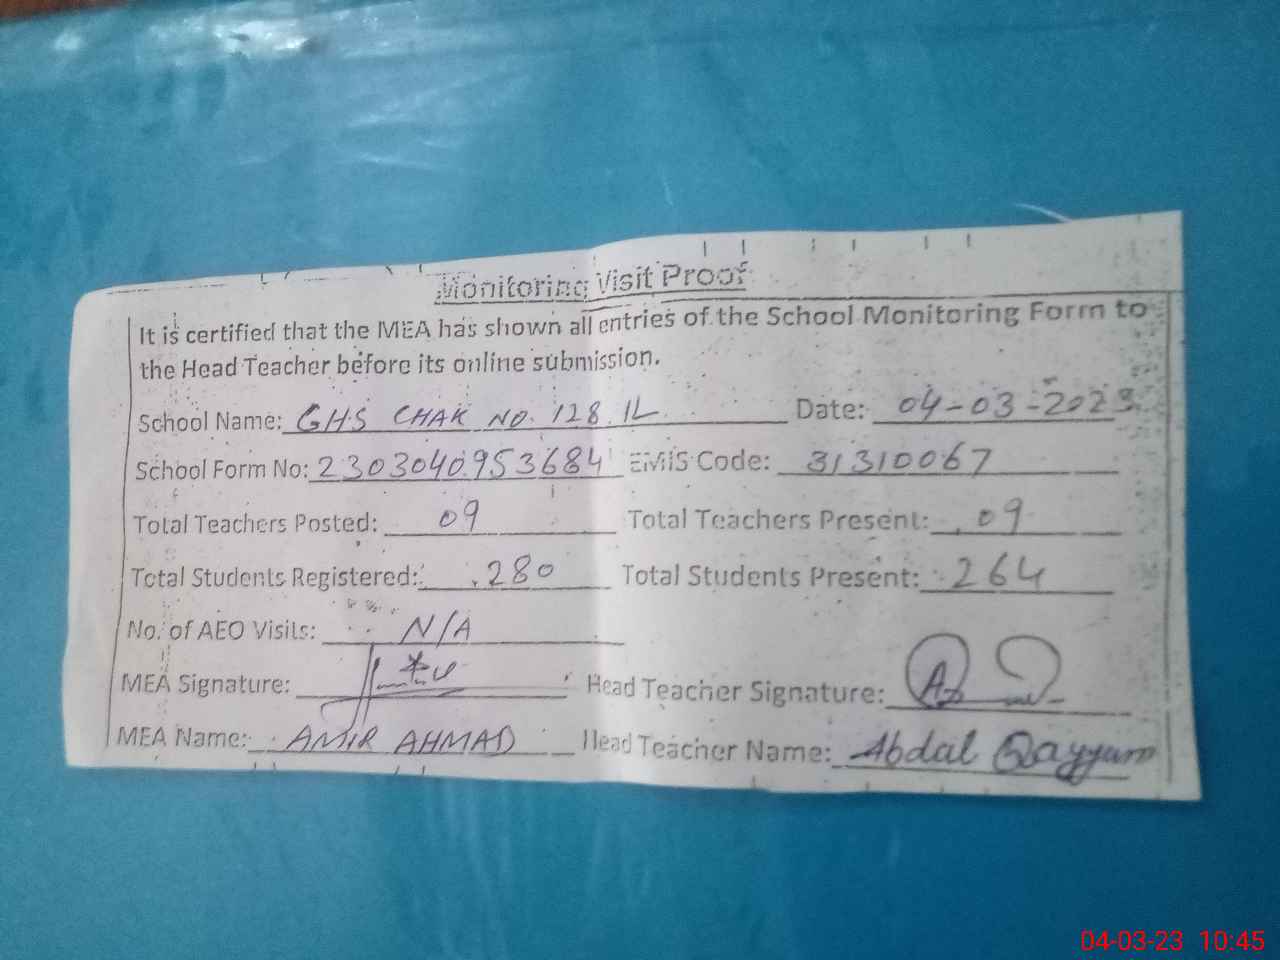 Monitoring Visit Proof
It is certified that the MEA has shown all entries of the School Monitoring Form to
the Head Teacher before its online submission.
School Name: GHS CHAK NO. 128.1L Date: 04-03-2023
School Form No: 2303040953684 EMIS Code: 31310067
Total Teachers Posted: 09 Total Teachers Present: 09
Total Students Registered: 280 Total Students Present: 264
No. of AEO Visits: N/A
MEA Signature: Head Teacher Signature:
MEA Name: AMIR AHMAD Head Teacher Name: Abdal Qayyum
04-03-23 10:45